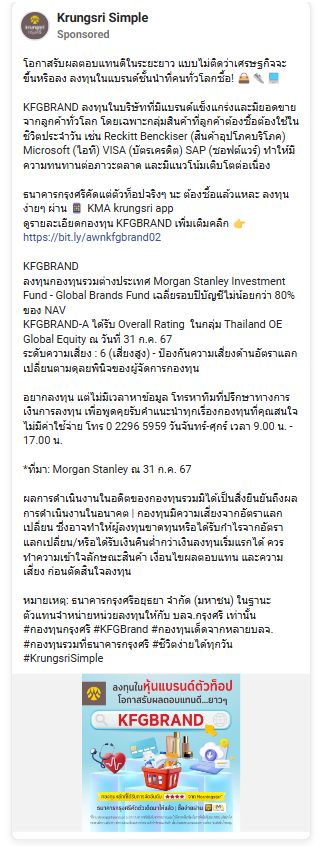 Krungsri Simple
Sponsored
โอกาสรับผลตอบแทนดีในระยะยาว แบบไม่ติดว่าเศรษฐกิจจะ
ขึ้นหรือลง ลงทุนในแบรนด์ชั้นนำที่คนทั่วโลกซื้อ!
KFGBRAND ลงทุนในบริษัทที่มีแบรนด์แข็งแกร่งและมียอดขาย
จากลูกค้าทั่วโลก โดยเฉพาะกลุ่มสินค้าที่ลูกค้าต้องซื้อต้องใช้ใน
ชีวิตประจำวัน เช่น Reckitt Benckiser (สินค้าอุปโภคบริโภค)
Microsoft (ไอที) VISA (บัตรเครดิต) SAP (ซอฟต์แวร์) ทำให้มี
ความทนทานต่อภาวะตลาด และมีแนวโน้มเติบโตต่อเนื่อง
ธนาคารกรุงศรีคัดแต่ตัวท็อปจริงๆ นะ ต้องซื้อแล้วแหละ ลงทุน
ง่ายๆ ผ่าน 📱 KMA krungsri app
ดูรายละเอียดกองทุน KFGBRAND เพิ่มเติมคลิก 👉
https://bit.ly/awnkfgbrand02
KFGBRAND
ลงทุนกองทุนรวมต่างประเทศ Morgan Stanley Investment
Fund - Global Brands Fund เฉลี่ยรอบปีบัญชีไม่น้อยกว่า 80%
ของ NAV
KFGBRAND-A ได้รับ Overall Rating ในกลุ่ม Thailand OE
Global Equity ณ วันที่ 31 ก.ค. 67
ระดับความเสี่ยง : 6 (เสี่ยงสูง) - ป้องกันความเสี่ยงด้านอัตราแลก
เปลี่ยนตามดุลยพินิจของผู้จัดการกองทุน
อยากลงทุน แต่ไม่มีเวลาหาข้อมูล โทรหาทีมที่ปรึกษาทางการ
เงินการลงทุน เพื่อพูดคุยรับคำแนะนำทุกเรื่องกองทุนที่คุณสนใจ
ไม่มีค่าใช้จ่าย โทร 0 2296 5959 วันจันทร์-ศุกร์ เวลา 9.00 น. -
17.00 น.
*ที่มา: Morgan Stanley ณ 31 ก.ค. 67
ผลการดำเนินงานในอดีตของกองทุนรวมมิได้เป็นสิ่งยืนยันถึงผล
การดำเนินงานในอนาคต | กองทุนมีความเสี่ยงจากอัตราแลก
เปลี่ยน ซึ่งอาจทำให้ผู้ลงทุนขาดทุนหรือได้รับกำไรจากอัตรา
แลกเปลี่ยน/หรือได้รับเงินคืนต่ำกว่าเงินลงทุนเริ่มแรกได้ ควร
ทำความเข้าใจลักษณะสินค้า เงื่อนไขผลตอบแทน และความ
เสี่ยง ก่อนตัดสินใจลงทุน
หมายเหตุ: ธนาคารกรุงศรีอยุธยา จำกัด (มหาชน) ในฐานะ
ตัวแทนจำหน่ายหน่วยลงทุนให้กับ บลจ.กรุงศรี เท่านั้น
#กองทุนกรุงศรี #KFGBrand #กองทุนเด็ดจากหลายบลจ.
#กองทุนรวมที่ธนาคารกรุงศรี #ชีวิตง่ายได้ทุกวัน
#KrungsriSimple
ลงทุนในหุ้นแบรนด์ตัวท็อป
โอกาสรับผลตอบแทนดี...ยาวๆ
KFGBRAND